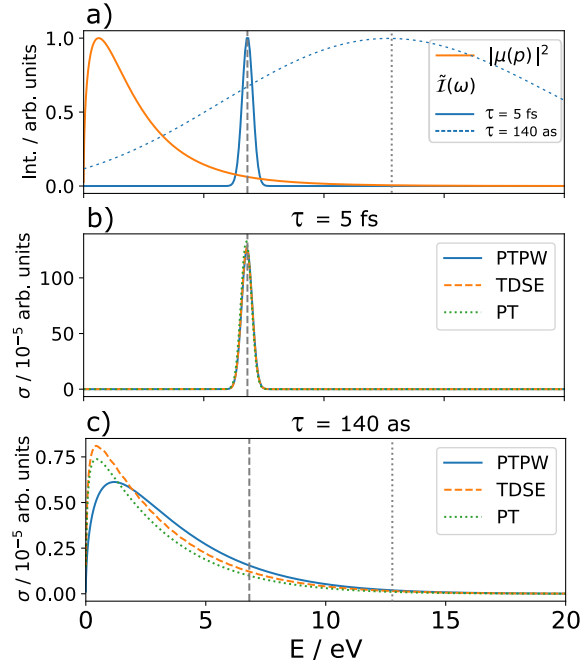 a)
Int. / arb. units
1.0
0.5
0.0
|μ(p)|²
Ĩ(ω)
τ = 5 fs
τ = 140 as
b)
τ = 5 fs
σ / 10⁻⁵ arb. units
100
50
0
PTPW
TDSE
PT
c)
τ = 140 as
σ / 10⁻⁵ arb. units
0.75
0.50
0.25
0.00
PTPW
TDSE
PT
0 5 10 15 20
E / eV